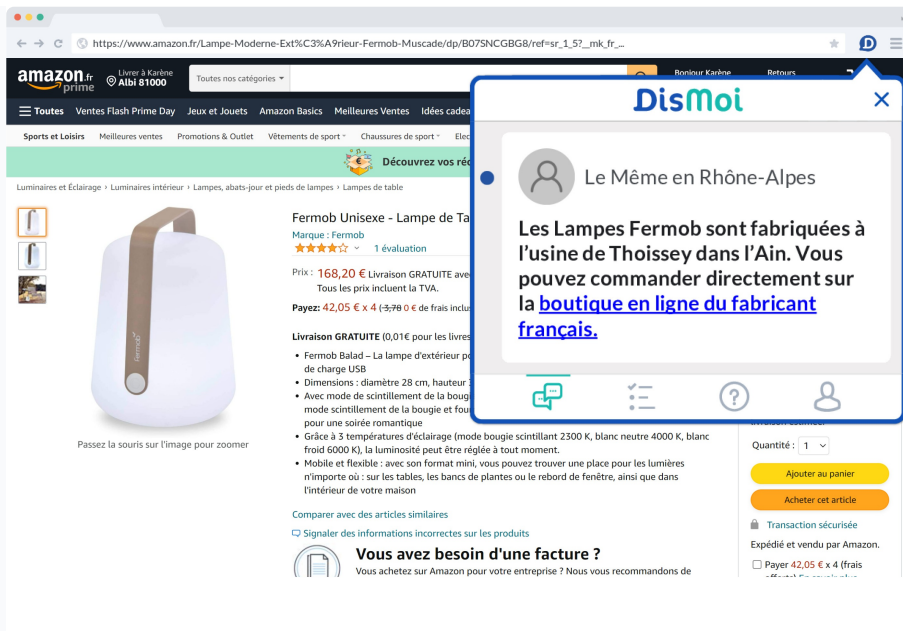 https://www.amazon.fr/Lampe-Moderne-Ext%C3%A9rieur-Fermob-Muscade/dp/B07SNCGBG8/ref=sr_1_5?__mk_fr_...
amazon.fr
prime
Livrer à Karène
Albi 81000
Toutes nos catégories
Bonjour Karène
Retours
Toutes Ventes Flash Prime Day Jeux et Jouets Amazon Basics Meilleures Ventes Idées cadea
Sports et Loisirs Meilleures ventes Promotions & Outlet Vêtements de sport Chaussures de sport Elec
Découvrez vos réc
Luminaires et Éclairage › Luminaires intérieur › Lampes, abats-jour et pieds de lampes › Lampes de table
fermob
Passez la souris sur l'image pour zoomer
Fermob Unisexe - Lampe de Ta
Marque : Fermob
1 évaluation
Prix : 168,20 € Livraison GRATUITE ave
Tous les prix incluent la TVA.
Payez: 42,05 € x 4 (3,78 0 € de frais inclus
Livraison GRATUITE (0,01€ pour les livres
• Fermob Balad – La lampe d'extérieur po
de charge USB
• Dimensions : diamètre 28 cm, hauteur
• Avec mode de scintillement de la bougi
mode scintillement de la bougie et four
pour une soirée romantique
• Grâce à 3 températures d'éclairage (mode bougie scintillant 2300 K, blanc neutre 4000 K, blanc
froid 6000 K), la luminosité peut être réglée à tout moment.
• Mobile et flexible : avec son format mini, vous pouvez trouver une place pour les lumières
n'importe où : sur les tables, les bancs de plantes ou le rebord de fenêtre, ainsi que dans
l'intérieur de votre maison
Comparer avec des articles similaires
Signaler des informations incorrectes sur les produits
Vous avez besoin d'une facture ?
Vous achetez sur Amazon pour votre entreprise ? Nous vous recommandons de
DisMoi
Le Même en Rhône-Alpes
Les Lampes Fermob sont fabriquées à
l'usine de Thoissey dans l'Ain. Vous
pouvez commander directement sur
la boutique en ligne du fabricant
français.
Quantité : 1
Ajouter au panier
Acheter cet article
Transaction sécurisée
Expédié et vendu par Amazon.
Payer 42,05 € x 4 (frais